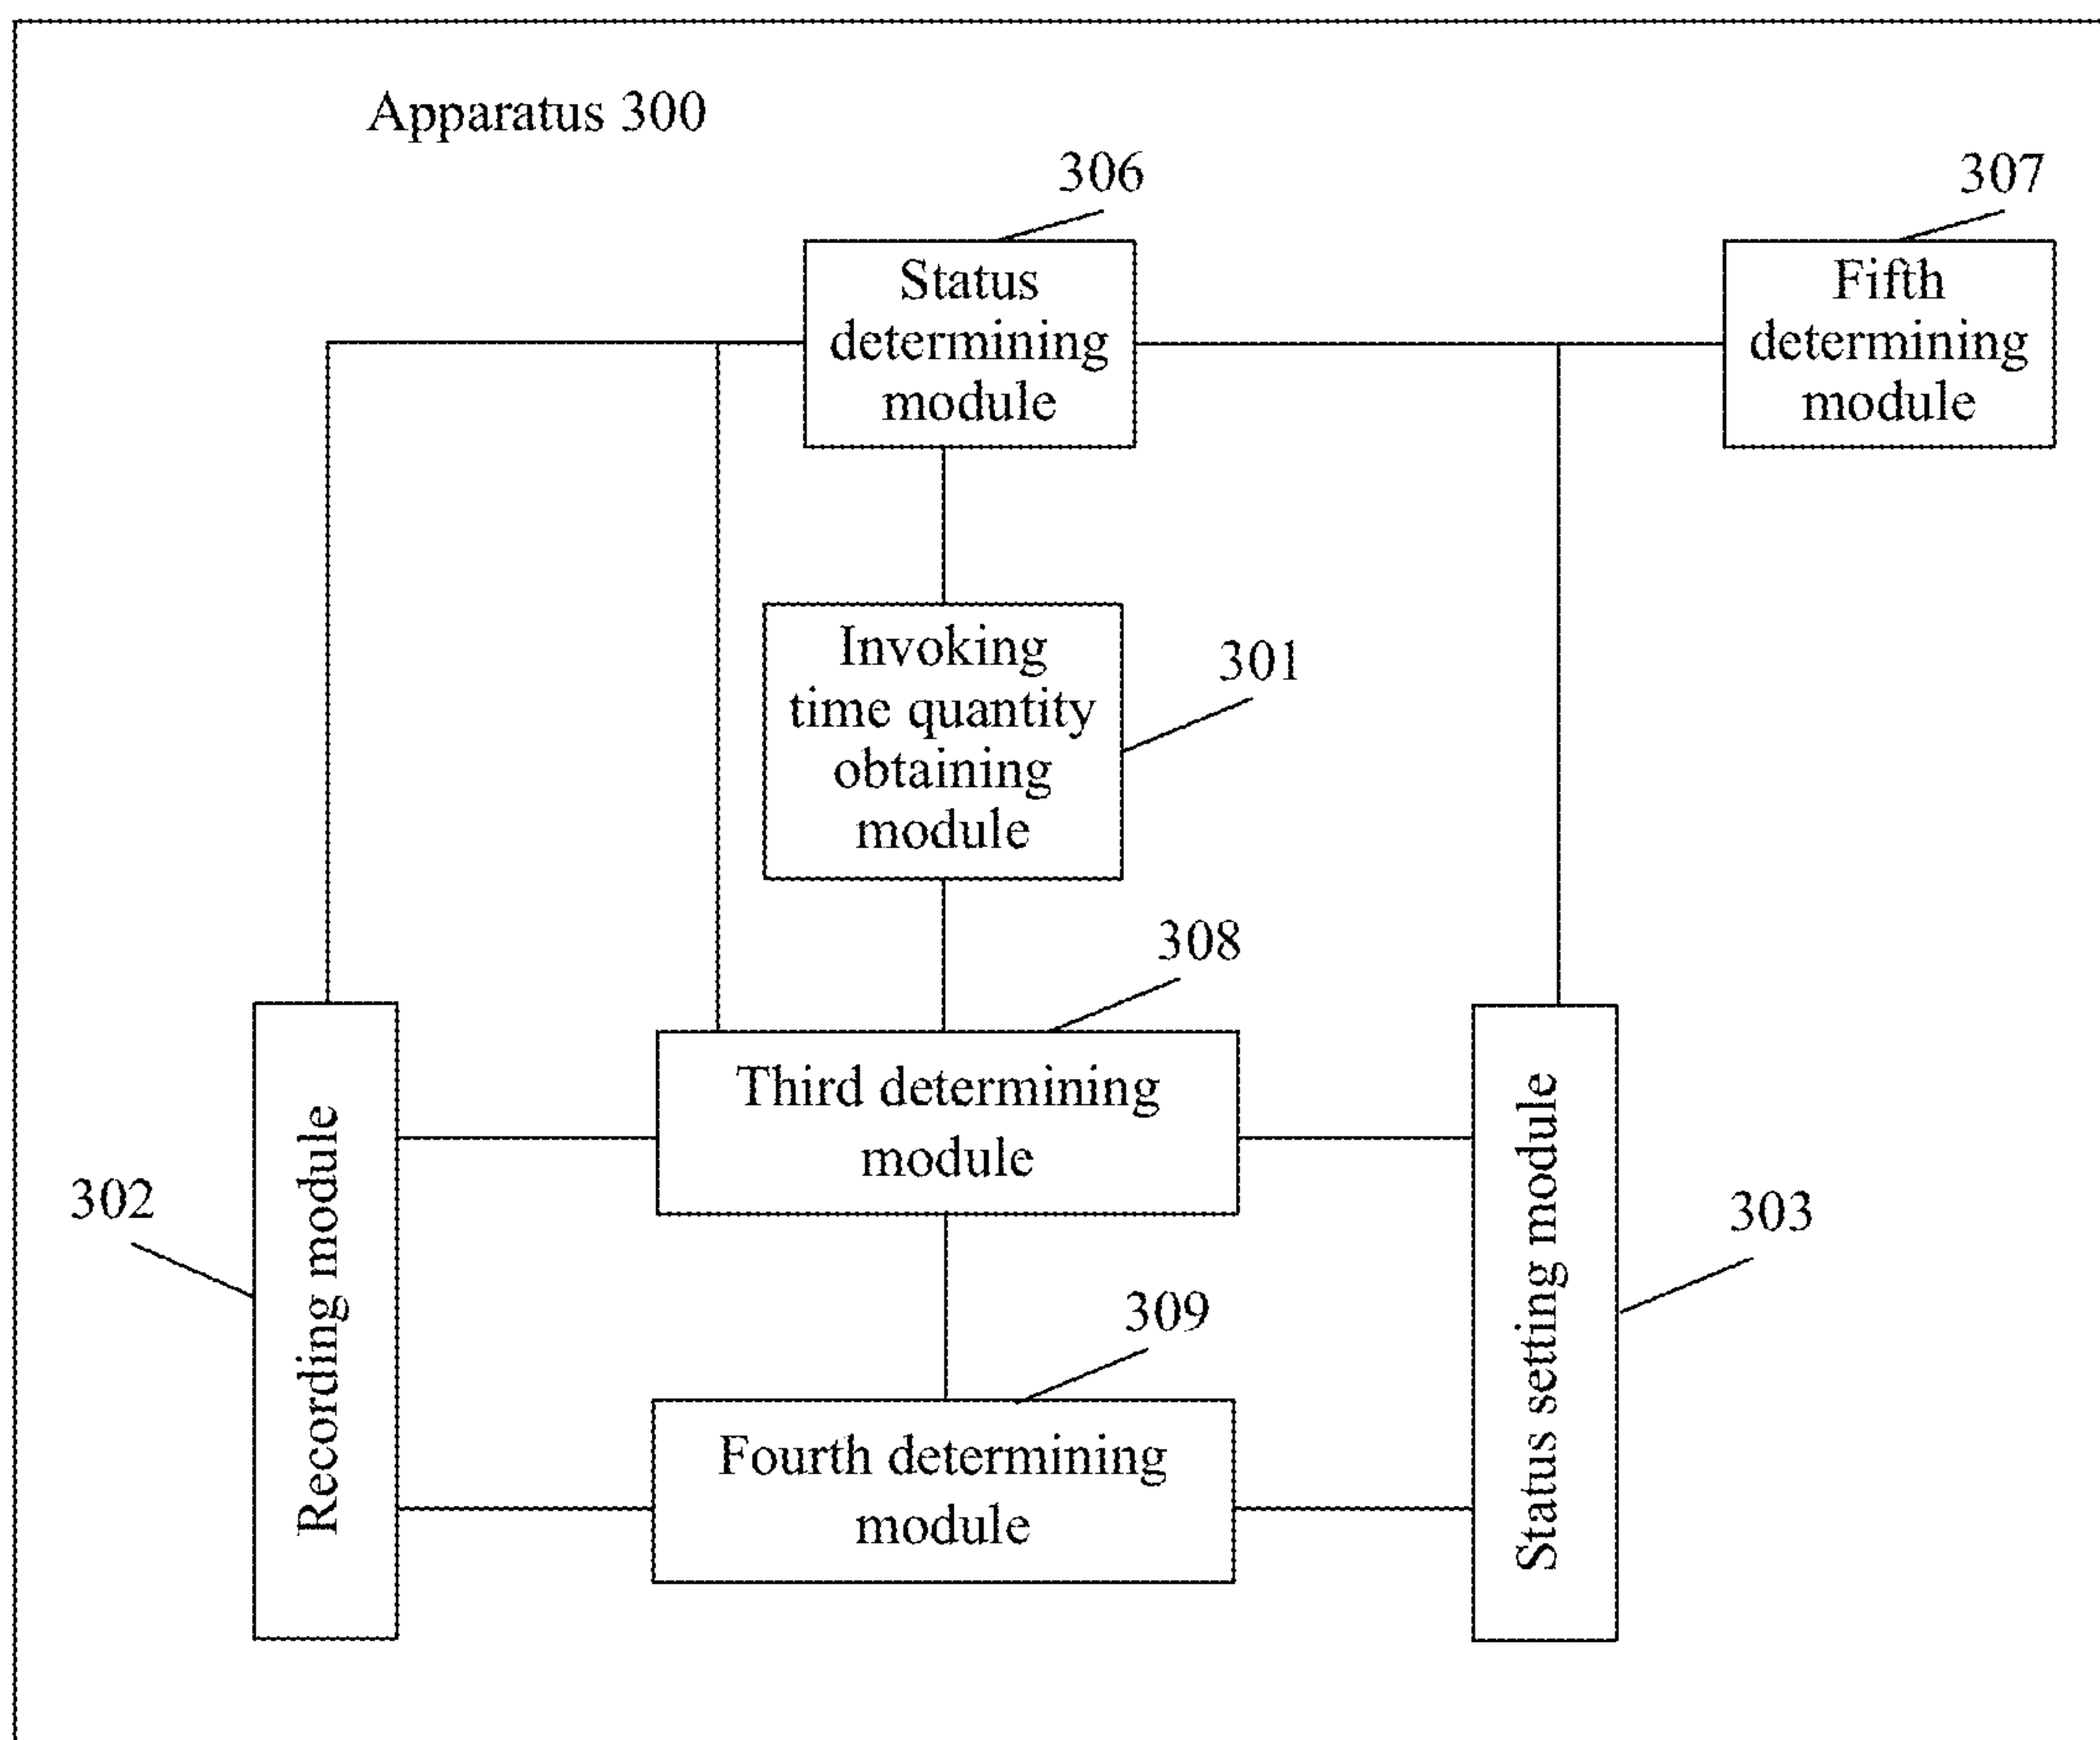 Apparatus 300
306
307
Status
determining
module
Fifth
determining
module
Invoking
time quantity
obtaining
module
301
308
Third determining
module
Recording module
302
Status setting module
303
309
Fourth determining
module